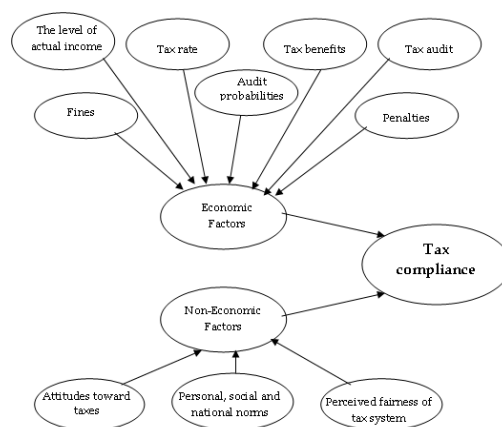 The level of
actual income
Tax rate
Tax benefits
Tax audit
Audit
probabilities
Fines
Penalties
Economic
Factors
Tax
compliance
Non-Economic
Factors
Attitudes toward
taxes
Personal, social and
national norms
Perceived fairness of
tax system